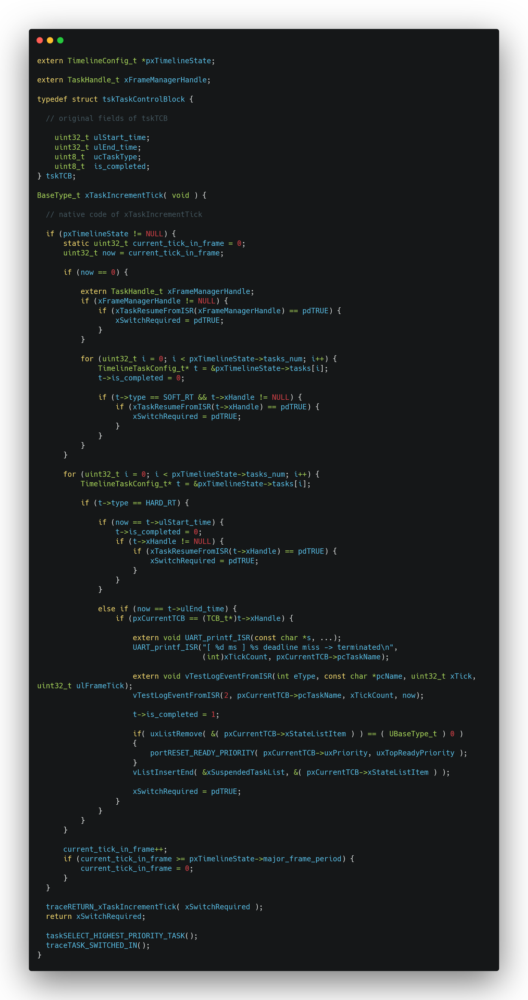 extern TimelineConfig_t *pxTimelineState;
extern TaskHandle_t xFrameManagerHandle;
typedef struct tskTaskControlBlock {
  // original fields of tskTCB
    uint32_t ulStart_time;
    uint32_t ulEnd_time;
    uint8_t  ucTaskType;
    uint8_t  is_completed;
} tskTCB;
BaseType_t xTaskIncrementTick( void ) {
  // native code of xTaskIncrementTick
  if (pxTimelineState != NULL) {
      static uint32_t current_tick_in_frame = 0;
      uint32_t now = current_tick_in_frame;
      if (now == 0) {
          extern TaskHandle_t xFrameManagerHandle;
          if (xFrameManagerHandle != NULL) {
              if (xTaskResumeFromISR(xFrameManagerHandle) == pdTRUE) {
                  xSwitchRequired = pdTRUE;
              }
          }
          for (uint32_t i = 0; i < pxTimelineState->tasks_num; i++) {
              TimelineTaskConfig_t* t = &pxTimelineState->tasks[i];
              t->is_completed = 0;
              if (t->type == SOFT_RT && t->xHandle != NULL) {
                  if (xTaskResumeFromISR(t->xHandle) == pdTRUE) {
                      xSwitchRequired = pdTRUE;
                  }
              }
          }
      }
      for (uint32_t i = 0; i < pxTimelineState->tasks_num; i++) {
          TimelineTaskConfig_t* t = &pxTimelineState->tasks[i];
          if (t->type == HARD_RT) {
              if (now == t->ulStart_time) {
                  t->is_completed = 0;
                  if (t->xHandle != NULL) {
                      if (xTaskResumeFromISR(t->xHandle) == pdTRUE) {
                          xSwitchRequired = pdTRUE;
                      }
                  }
              }
              else if (now == t->ulEnd_time) {
                  if (pxCurrentTCB == (TCB_t*)t->xHandle) {
                      extern void UART_printf_ISR(const char *s, ...);
                      UART_printf_ISR("[ %d ms ] %s deadline miss -> terminated\n",
                                      (int)xTickCount, pxCurrentTCB->pcTaskName);
                      extern void vTestLogEventFromISR(int eType, const char *pcName, uint32_t xTick,
uint32_t ulFrameTick);
                      vTestLogEventFromISR(2, pxCurrentTCB->pcTaskName, xTickCount, now);
                      t->is_completed = 1;
                      if( uxListRemove( &( pxCurrentTCB->xStateListItem ) ) == ( UBaseType_t ) 0 )
                      {
                          portRESET_READY_PRIORITY( pxCurrentTCB->uxPriority, uxTopReadyPriority );
                      }
                      vListInsertEnd( &xSuspendedTaskList, &( pxCurrentTCB->xStateListItem ) );
                      xSwitchRequired = pdTRUE;
                  }
              }
          }
      }
      current_tick_in_frame++;
      if (current_tick_in_frame >= pxTimelineState->major_frame_period) {
          current_tick_in_frame = 0;
      }
  }
  traceRETURN_xTaskIncrementTick( xSwitchRequired );
  return xSwitchRequired;
  taskSELECT_HIGHEST_PRIORITY_TASK();
  traceTASK_SWITCHED_IN();
}